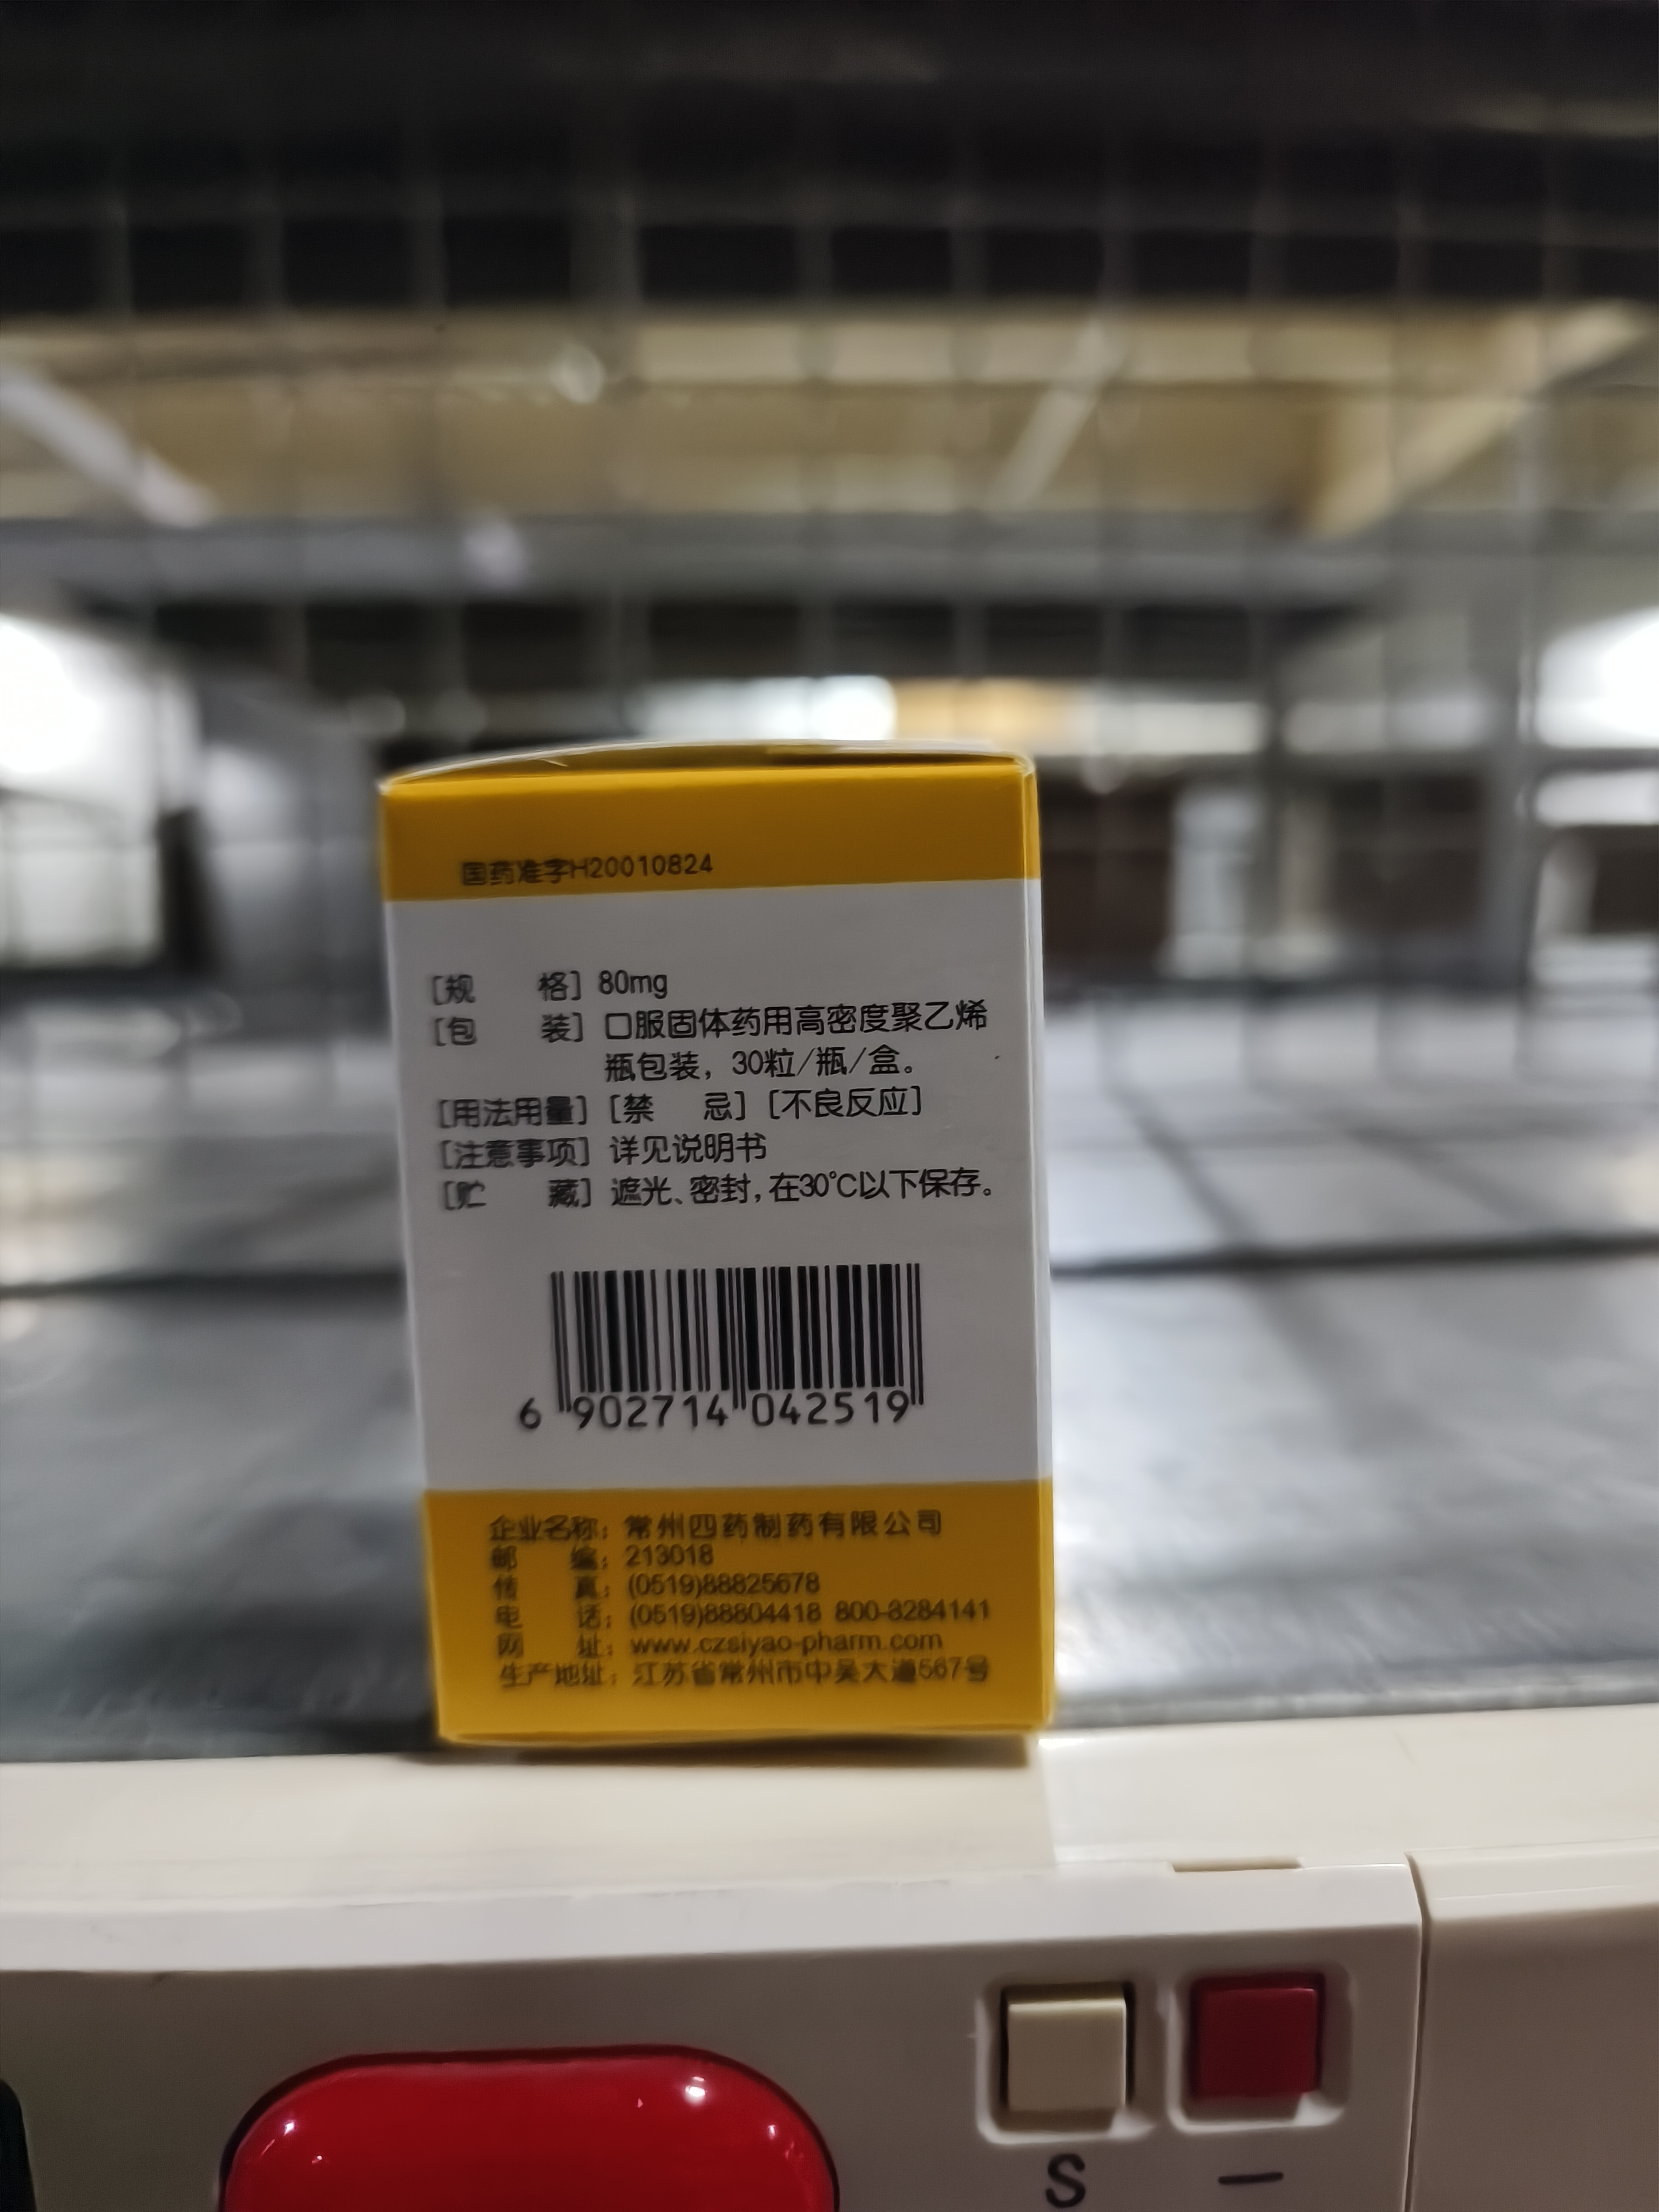 国药准字H20010824
[规 格] 80mg
[包 装] 口服固体药用高密度聚乙烯
瓶包装，30粒/瓶/盒。
[用法用量] [禁 忌] [不良反应]
[注意事项] 详见说明书
[贮 藏] 遮光、密封，在30℃以下保存。
6 902714 042519
企业名称：常州四药制药有限公司
邮 编：213018
传 真：(0519)88825678
电 话：(0519)88804418 800-8284141
网 址：www.czsiyao-pharm.com
生产地址：江苏省常州市中吴大道567号
S
—